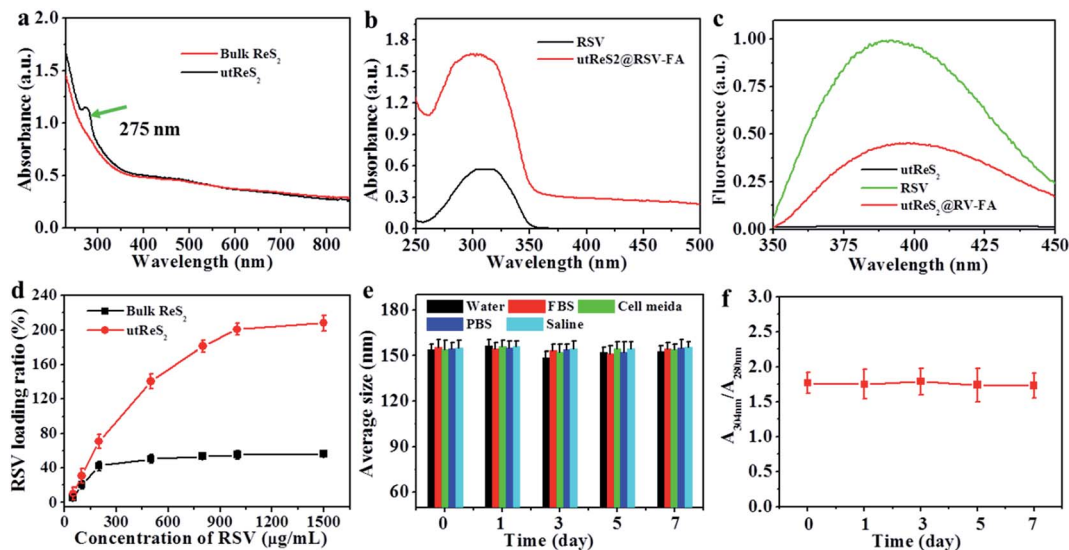 a
Absorbance (a.u.)
2.0
1.5
1.0
0.5
0.0
Bulk ReS2
utReS2
275 nm
300 400 500 600 700 800
Wavelength (nm)
b
Absorbance (a.u.)
1.8
1.5
1.2
0.9
0.6
0.3
0.0
RSV
utReS2@RSV-FA
250 300 350 400 450 500
Wavelength (nm)
c
Fluorescence (a.u.)
1.00
0.75
0.50
0.25
0.00
utReS2
RSV
utReS2@RV-FA
350 375 400 425 450
Wavelength (nm)
d
RSV loading ratio (%)
240
200
160
120
80
40
0
Bulk ReS2
utReS2
0 300 600 900 1200 1500
Concentration of RSV (µg/mL)
e
Average size (nm)
180
150
120
90
60
Water FBS Cell meida
PBS Saline
0 1 3 5 7
Time (day)
f
A304nm/A280nm
3.0
2.5
2.0
1.5
1.0
0.5
0.0
0 1 3 5 7
Time (day)